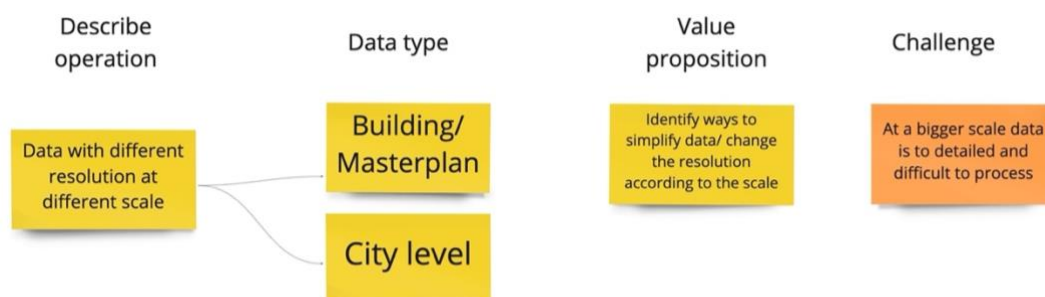 Describe
operation
Data type
Value
proposition
Challenge
Data with different
resolution at
different scale
Building/
Masterplan
City level
Identify ways to
simplify data/ change
the resolution
according to the scale
At a bigger scale data
is to detailed and
difficult to process